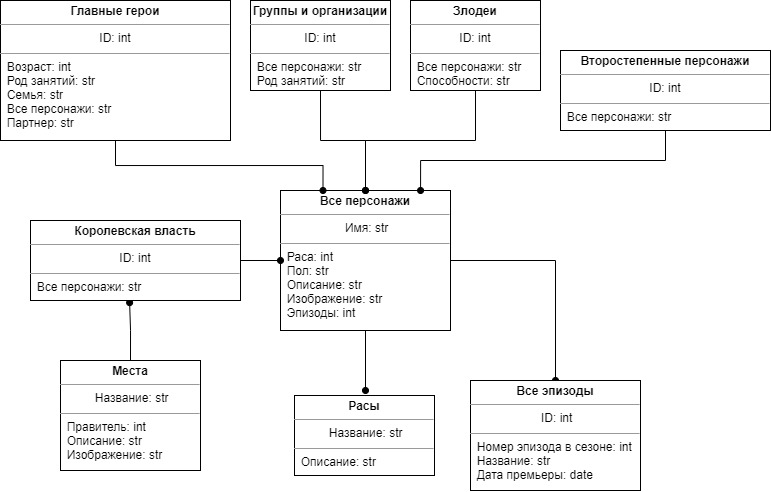 Главные герои
ID: int
Возраст: int
Род занятий: str
Семья: str
Все персонажи: str
Партнер: str
Группы и организации
ID: int
Все персонажи: str
Род занятий: str
Злодеи
ID: int
Все персонажи: str
Способности: str
Второстепенные персонажи
ID: int
Все персонажи: str
Все персонажи
Имя: str
Раса: int
Пол: str
Описание: str
Изображение: str
Эпизоды: int
Королевская власть
ID: int
Все персонажи: str
Места
Название: str
Правитель: int
Описание: str
Изображение: str
Расы
Название: str
Описание: str
Все эпизоды
ID: int
Номер эпизода в сезоне: int
Название: str
Дата премьеры: date